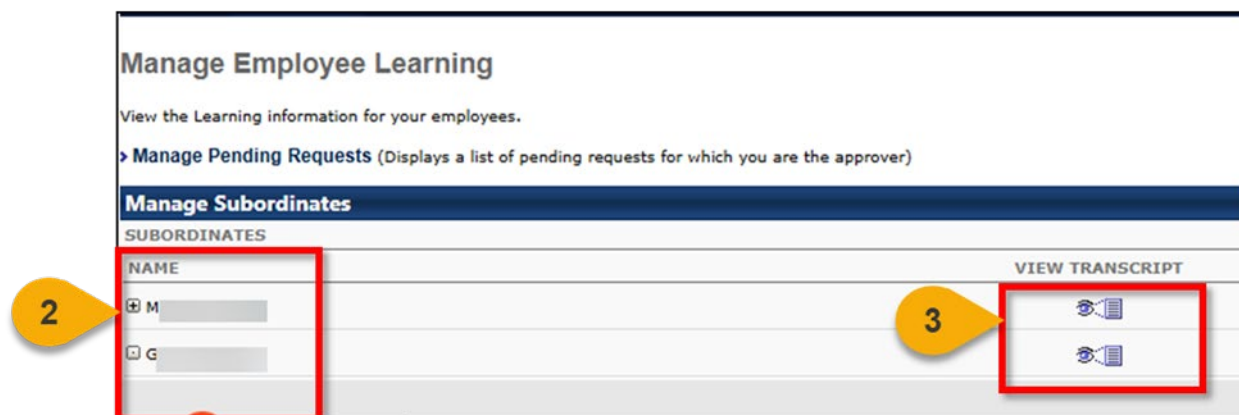 Manage Employee Learning
View the Learning information for your employees.
Manage Pending Requests (Displays a list of pending requests for which you are the approver)
Manage Subordinates
SUBORDINATES
NAME VIEW TRANSCRIPT
2 M 3
G